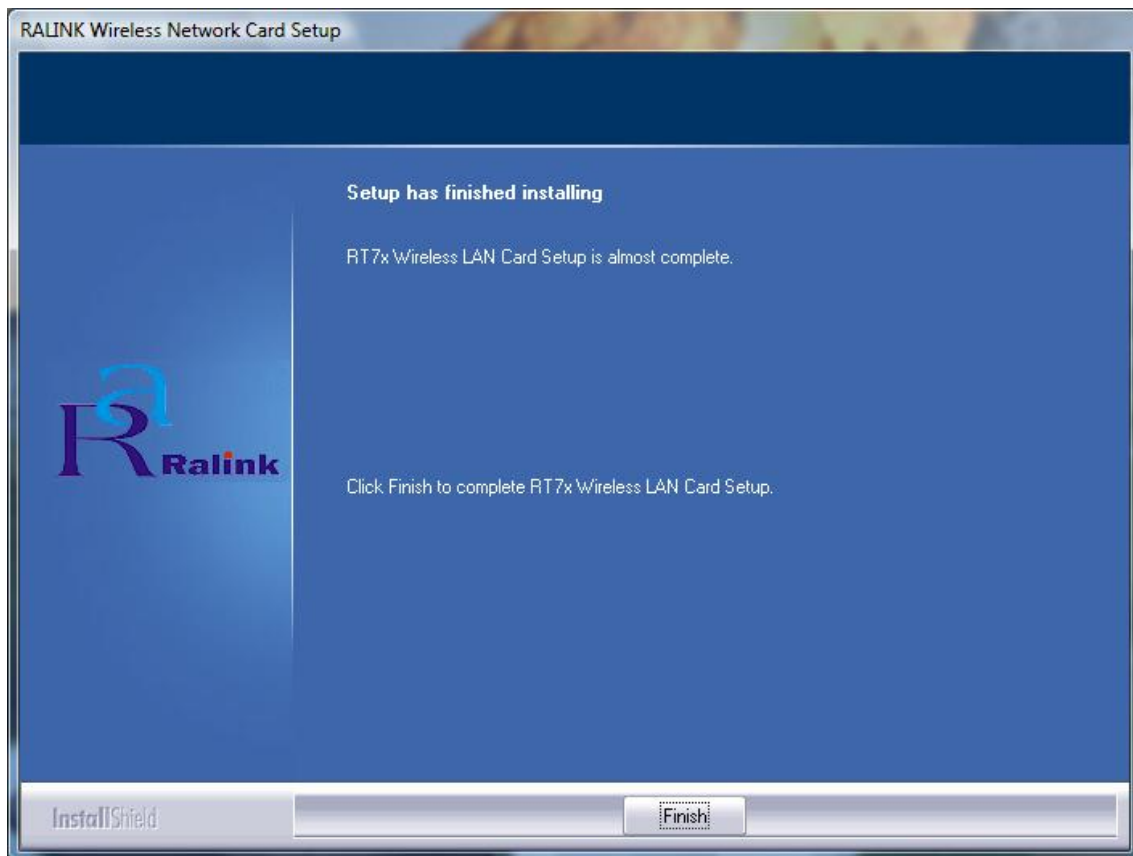 RALINK Wireless Network Card Setup
Setup has finished installing
RT7x Wireless LAN Card Setup is almost complete.
Ra
Ralink
Click Finish to complete RT7x Wireless LAN Card Setup.
InstallShield
Finish